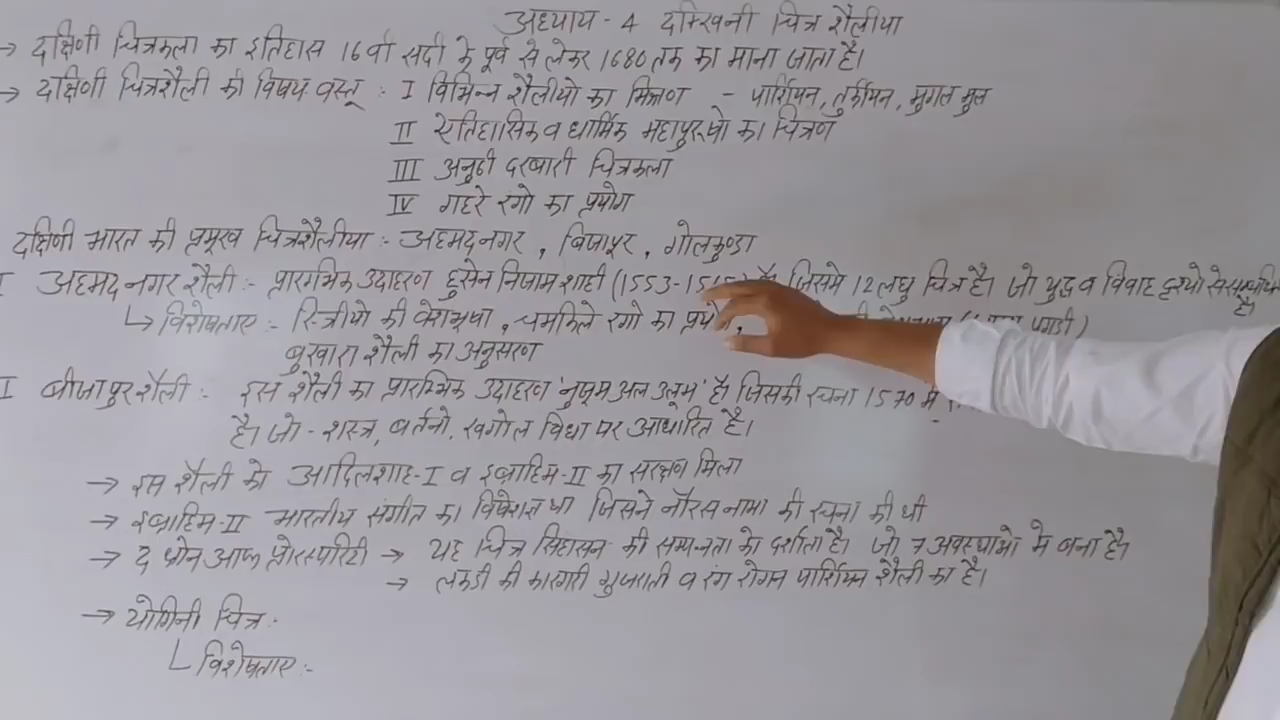 अध्याय - 4 दक्खिनी चित्र शैलीया
→ दक्षिणी चित्रकला का इतिहास 16वी सदी के पूर्व से लेकर 1680 तक का माना जाता है।
→ दक्षिणी चित्रशैली की विषय वस्तू : I विभिन्न शैलीयो का मिश्रण - पार्शियन, तुर्कीयन, मुगल मुल
II ऐतिहासिक व धार्मिक महापुरूषो का चित्रण
III अनुठी दरबारी चित्रकला
IV गहरे रंगो का प्रयोग
दक्षिणी भारत की प्रमूख चित्रशैलीया :- अहमदनगर, बिजापूर, गोलकुण्डा
I अहमदनगर शैली :- प्रारम्भिक उदाहरण हुसेन निजाम शाही (1553- जिसमे 12 लघु चित्र है। जो युद्ध व विवाह दृश्यो से सम्बन्धित है।
↳ विशेषताए :- स्त्रियो की वेशभूषा, चमकिले रंगो का प्रयोग, पगडी)
बुखारा शैली का अनुसरण
I बीजापुर शैली : इस शैली का प्रारम्भिक उदाहरण 'नुजूम अल उलूम' है। जिसकी रचना 1570 मे
है। जो - शस्त्र, बर्तनो, खगोल विधा पर आधारित है।
→ इस शैली को आदिलशाह-I व इब्राहिम-II का सरक्षण मिला
→ इब्राहिम-II भारतीय संगीत का विशेषज्ञ था जिसने नौरस नामा की रचना की थी
→ द थ्रोन आफ प्रोस्परिटी → यह चित्र सिंहासन की सम्पन्नता को दर्शाता है। जो 7 अवस्थाओ मे बना है।
→ लकडी की कारगारी गुजराती व रंग रोगन पार्शियन शैली का है।
→ योगिनी चित्र :
↳ विशेषताए :-